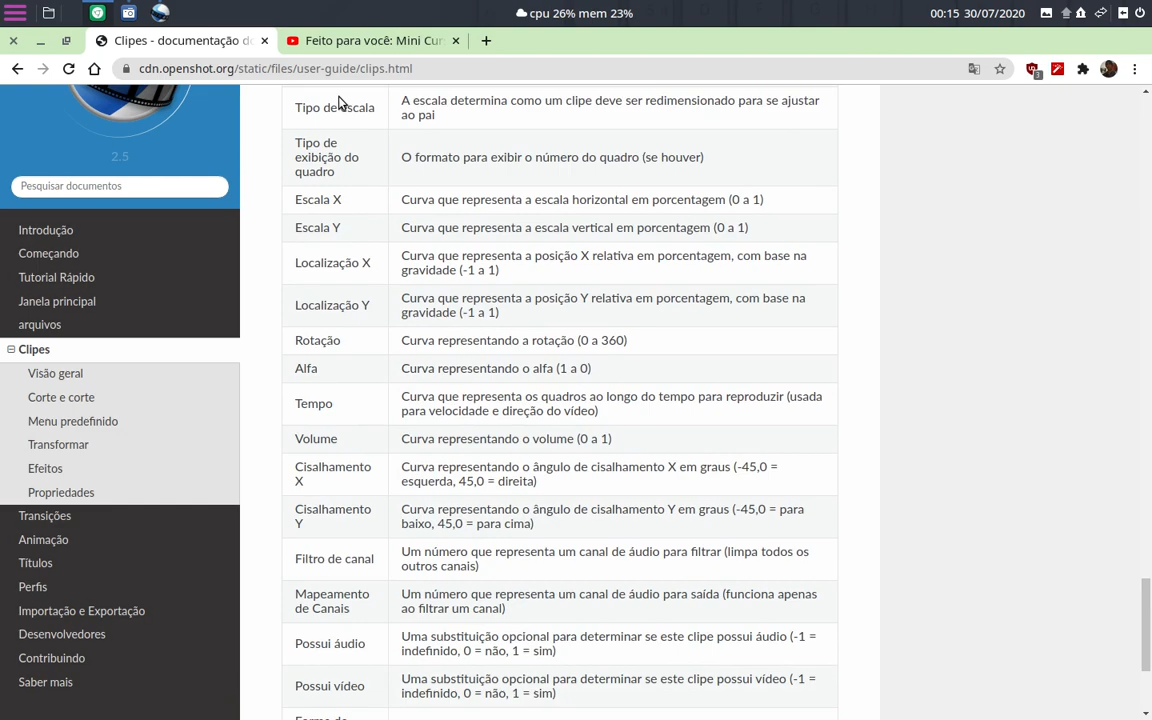 cpu 26% mem 23%
00:15 30/07/2020
Clipes - documentação do
Feito para você: Mini Cur
cdn.openshot.org/static/files/user-guide/clips.html
3
2.5
Pesquisar documentos
Introdução
Começando
Tutorial Rápido
Janela principal
arquivos
Clipes
Visão geral
Corte e corte
Menu predefinido
Transformar
Efeitos
Propriedades
Transições
Animação
Títulos
Perfis
Importação e Exportação
Desenvolvedores
Contribuindo
Saber mais
Tipo de escala
A escala determina como um clipe deve ser redimensionado para se ajustar
ao pai
Tipo de
exibição do
quadro
O formato para exibir o número do quadro (se houver)
Escala X
Curva que representa a escala horizontal em porcentagem (0 a 1)
Escala Y
Curva que representa a escala vertical em porcentagem (0 a 1)
Localização X
Curva que representa a posição X relativa em porcentagem, com base na
gravidade (-1 a 1)
Localização Y
Curva que representa a posição Y relativa em porcentagem, com base na
gravidade (-1 a 1)
Rotação
Curva representando a rotação (0 a 360)
Alfa
Curva representando o alfa (1 a 0)
Tempo
Curva que representa os quadros ao longo do tempo para reproduzir (usada
para velocidade e direção do vídeo)
Volume
Curva representando o volume (0 a 1)
Cisalhamento
X
Curva representando o ângulo de cisalhamento X em graus (-45,0 =
esquerda, 45,0 = direita)
Cisalhamento
Y
Curva representando o ângulo de cisalhamento Y em graus (-45,0 = para
baixo, 45,0 = para cima)
Filtro de canal
Um número que representa um canal de áudio para filtrar (limpa todos os
outros canais)
Mapeamento
de Canais
Um número que representa um canal de áudio para saída (funciona apenas
ao filtrar um canal)
Possui áudio
Uma substituição opcional para determinar se este clipe possui áudio (-1 =
indefinido, 0 = não, 1 = sim)
Possui vídeo
Uma substituição opcional para determinar se este clipe possui vídeo (-1 =
indefinido, 0 = não, 1 = sim)